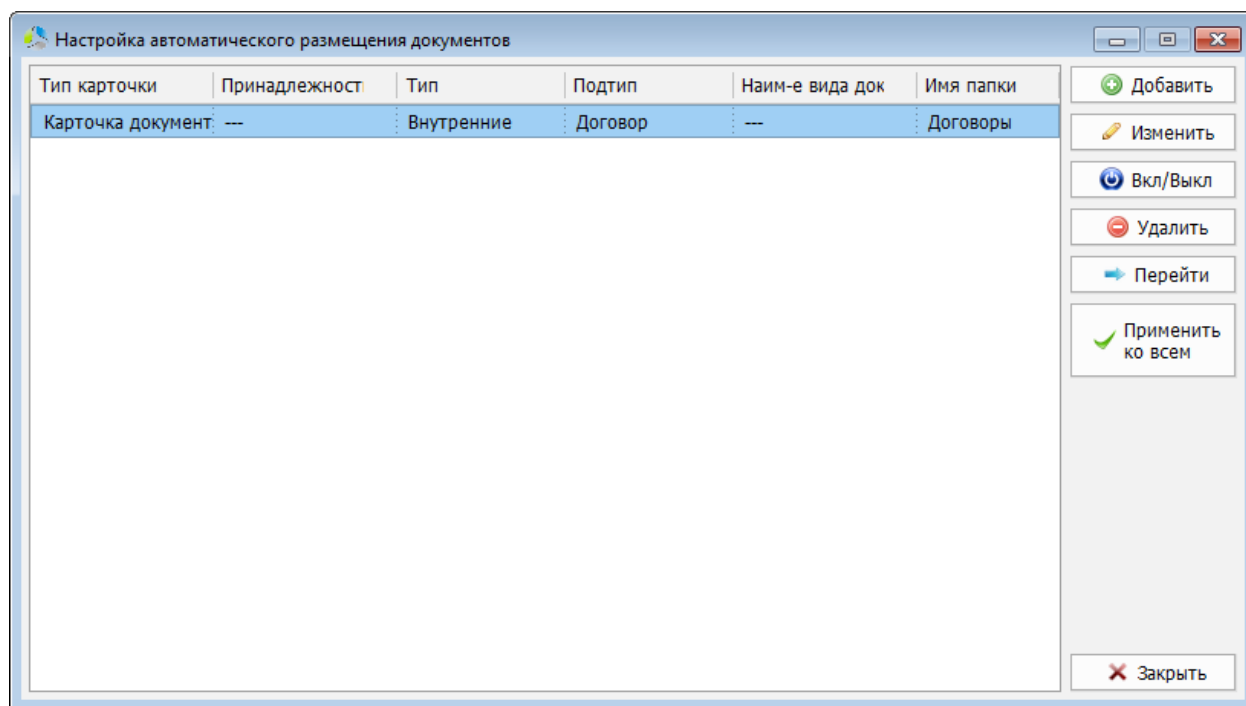 Настройка автоматического размещения документов
Тип карточки Принадлежност Тип Подтип Наим-е вида док Имя папки
Карточка документ --- Внутренние Договор --- Договоры
Добавить
Изменить
Вкл/Выкл
Удалить
Перейти
Применить
ко всем
Закрыть